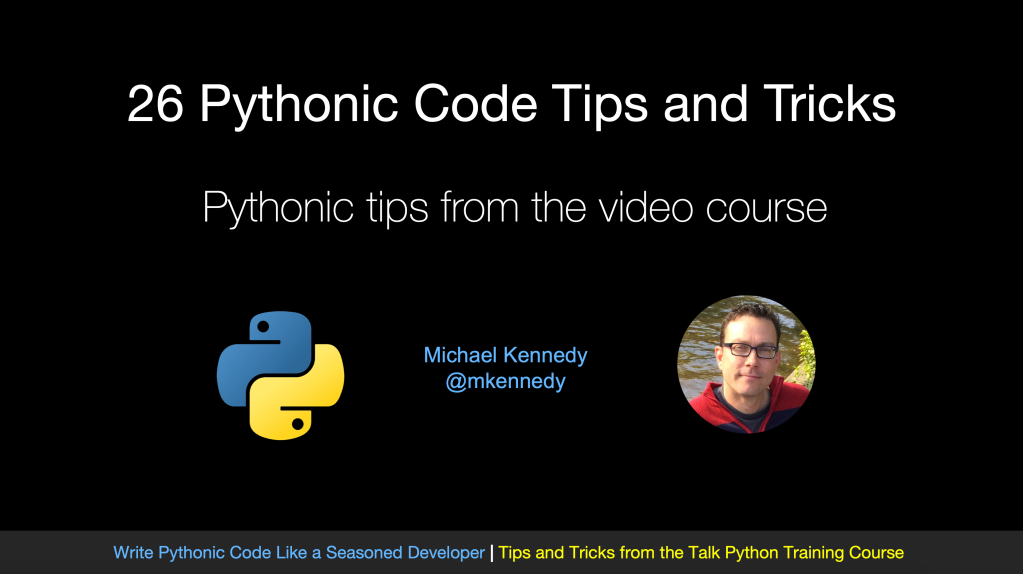 26 Pythonic Code Tips and Tricks
Pythonic tips from the video course
Michael Kennedy
@mkennedy
Write Pythonic Code Like a Seasoned Developer | Tips and Tricks from the Talk Python Training Course